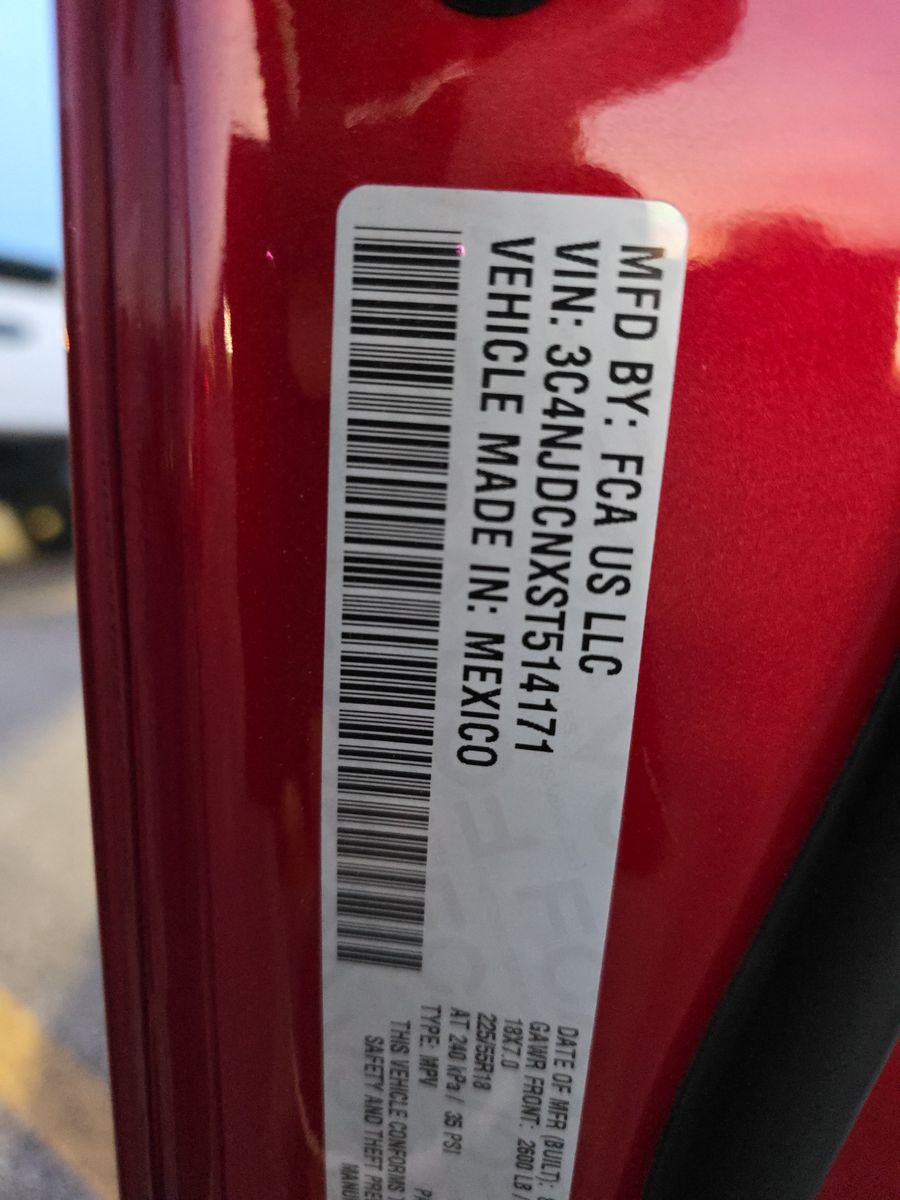 MFD BY: FCA US LLC
VIN: 3C4NJDCNXST514171
VEHICLE MADE IN: MEXICO
DATE OF MFR (BUILT):
GAWR FRONT: 2600 LB /
18X7.0
225/55R18
AT 240 kPa / 35 PSI
TYPE: MPV
THIS VEHICLE CONFORMS
SAFETY AND THEFT